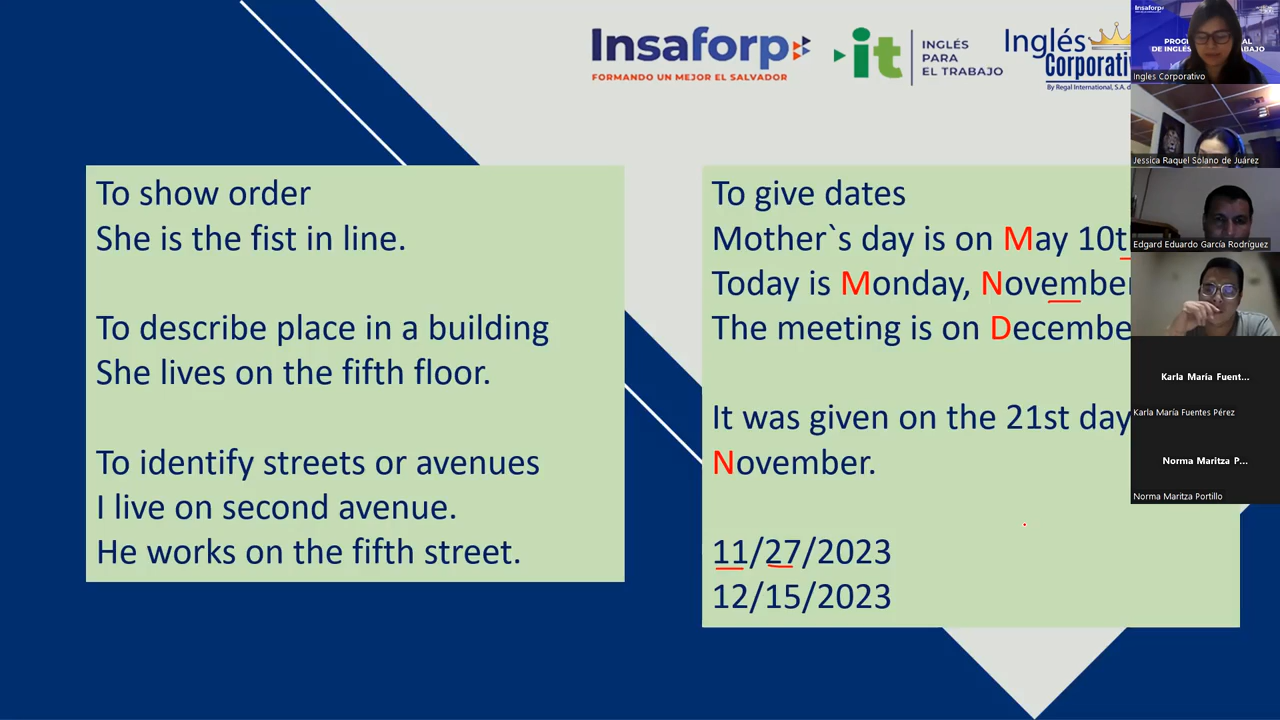 Insaforp
FORMANDO UN MEJOR EL SALVADOR
it
INGLÉS
PARA
EL TRABAJO
Inglés
Corporativ
By Regal International, S.A. d
To show order
She is the fist in line.
To describe place in a building
She lives on the fifth floor.
To identify streets or avenues
I live on second avenue.
He works on the fifth street.
To give dates
Mother`s day is on May 10t
Today is Monday, November
The meeting is on Decembe
It was given on the 21st day
November.
11/27/2023
12/15/2023
Insaforp
Ingles Corporativo
Jessica Raquel Solano de Juárez
Edgard Eduardo García Rodríguez
Karla María Fuent...
Karla María Fuentes Pérez
Norma Maritza P...
Norma Maritza Portillo